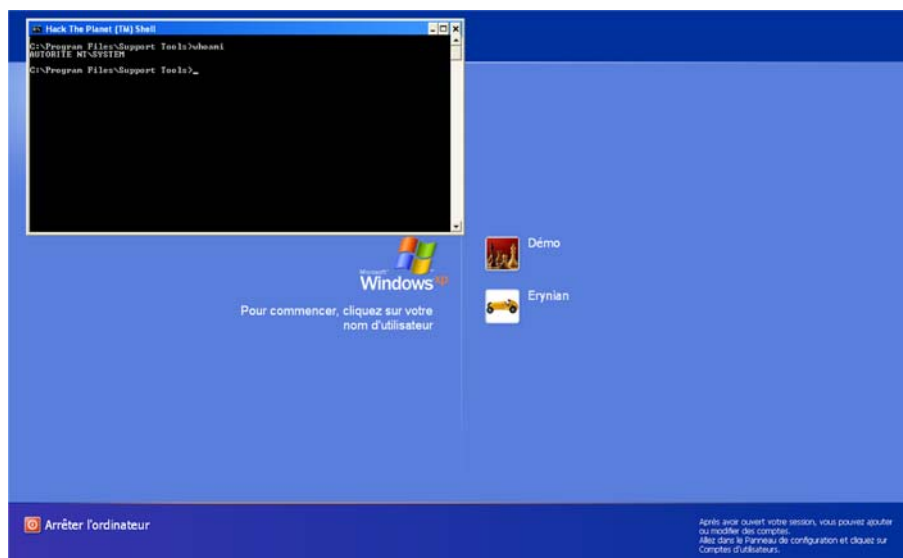 Hack The Planet (TM) Shell
C:\Program Files\Support Tools>whoami
AUTORITE NT\SYSTEM
C:\Program Files\Support Tools>_
Microsoft
Windows xp
Pour commencer, cliquez sur votre
nom d'utilisateur
Démo
Erynian
Arrêter l'ordinateur
Après avoir ouvert votre session, vous pouvez ajouter
ou modifier des comptes.
Allez dans le Panneau de configuration et cliquez sur
Comptes d'utilisateurs.